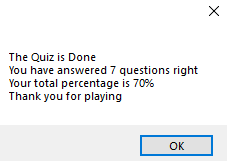 The Quiz is Done
You have answered 7 questions right
Your total percentage is 70%
Thank you for playing
OK